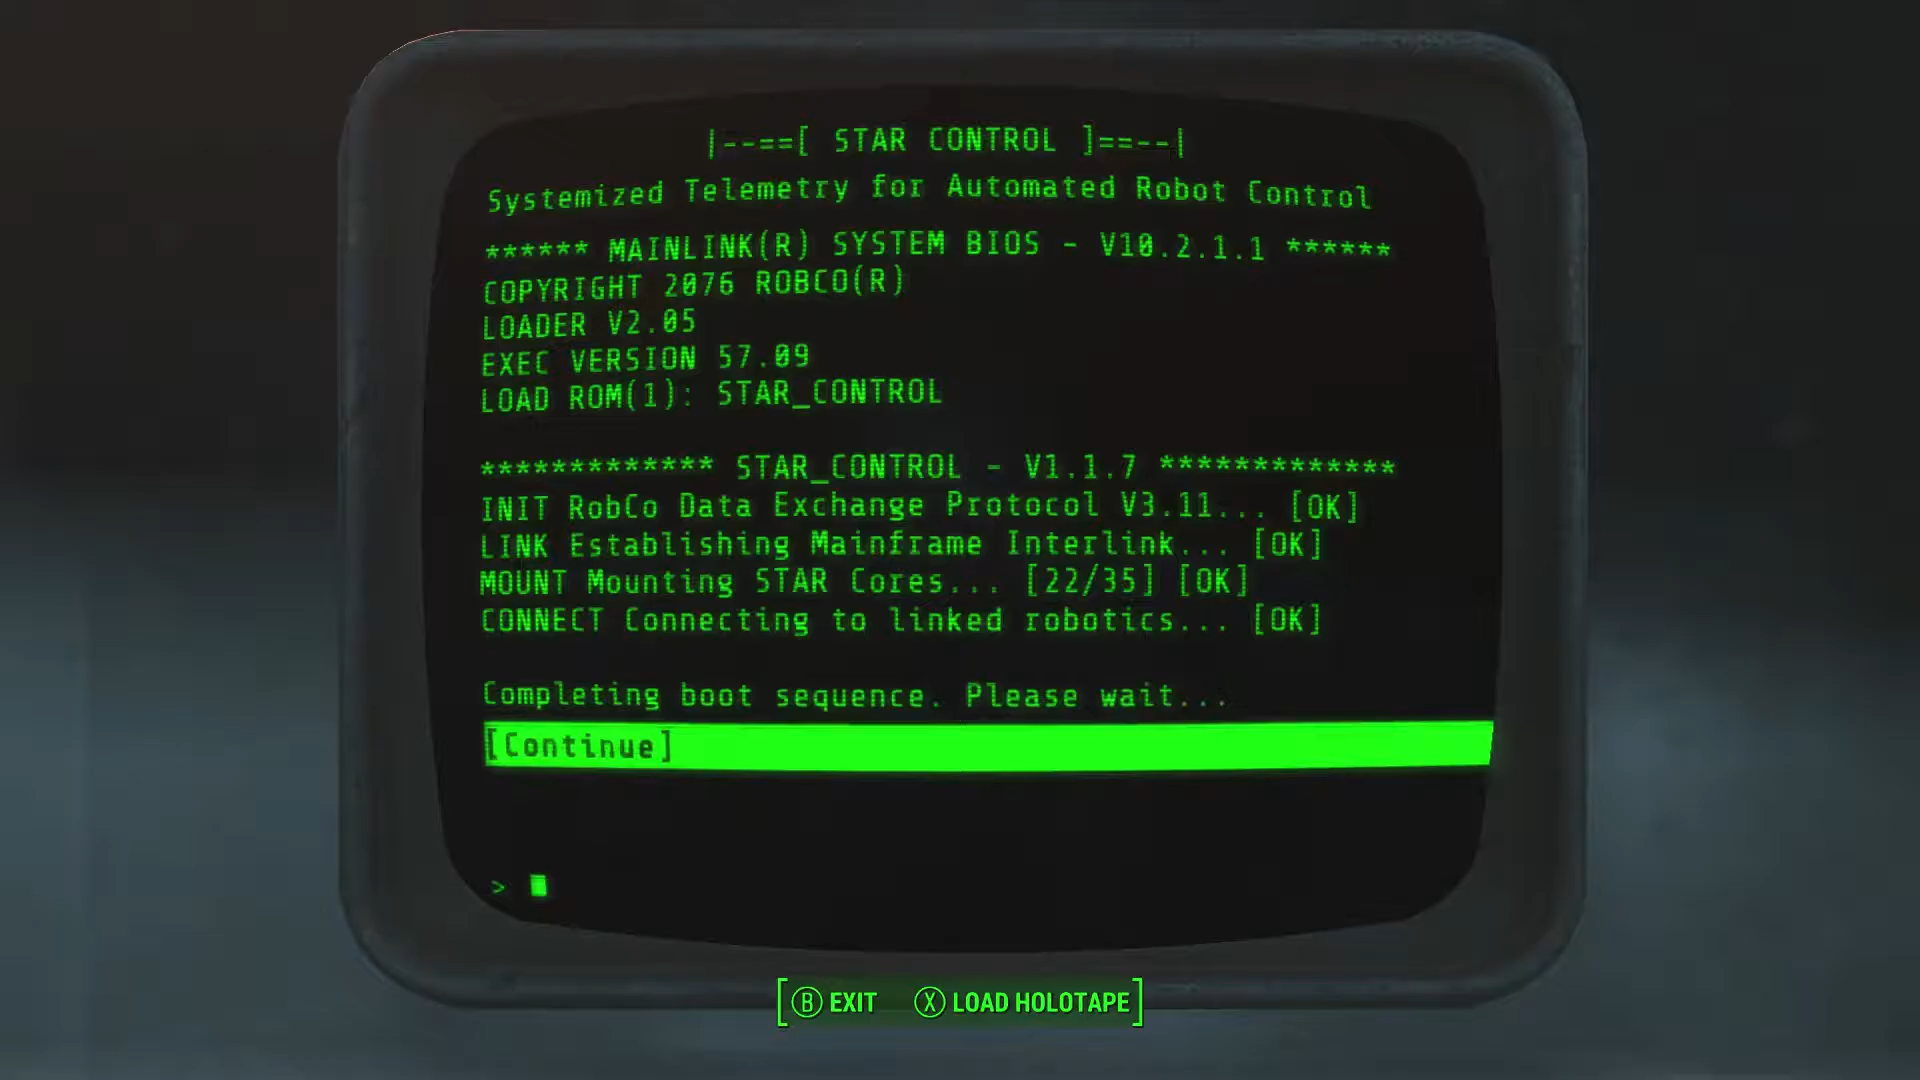 |--==[ STAR CONTROL ]==--|
Systemized Telemetry for Automated Robot Control
****** MAINLINK(R) SYSTEM BIOS - V10.2.1.1 ******
COPYRIGHT 2076 ROBCO(R)
LOADER V2.05
EXEC VERSION 57.09
LOAD ROM(1): STAR_CONTROL
************* STAR_CONTROL - V1.1.7 *************
INIT RobCo Data Exchange Protocol V3.11... [OK]
LINK Establishing Mainframe Interlink... [OK]
MOUNT Mounting STAR Cores... [22/35] [OK]
CONNECT Connecting to linked robotics... [OK]
Completing boot sequence. Please wait...
[Continue]
>
[Ⓑ EXIT Ⓧ LOAD HOLOTAPE]